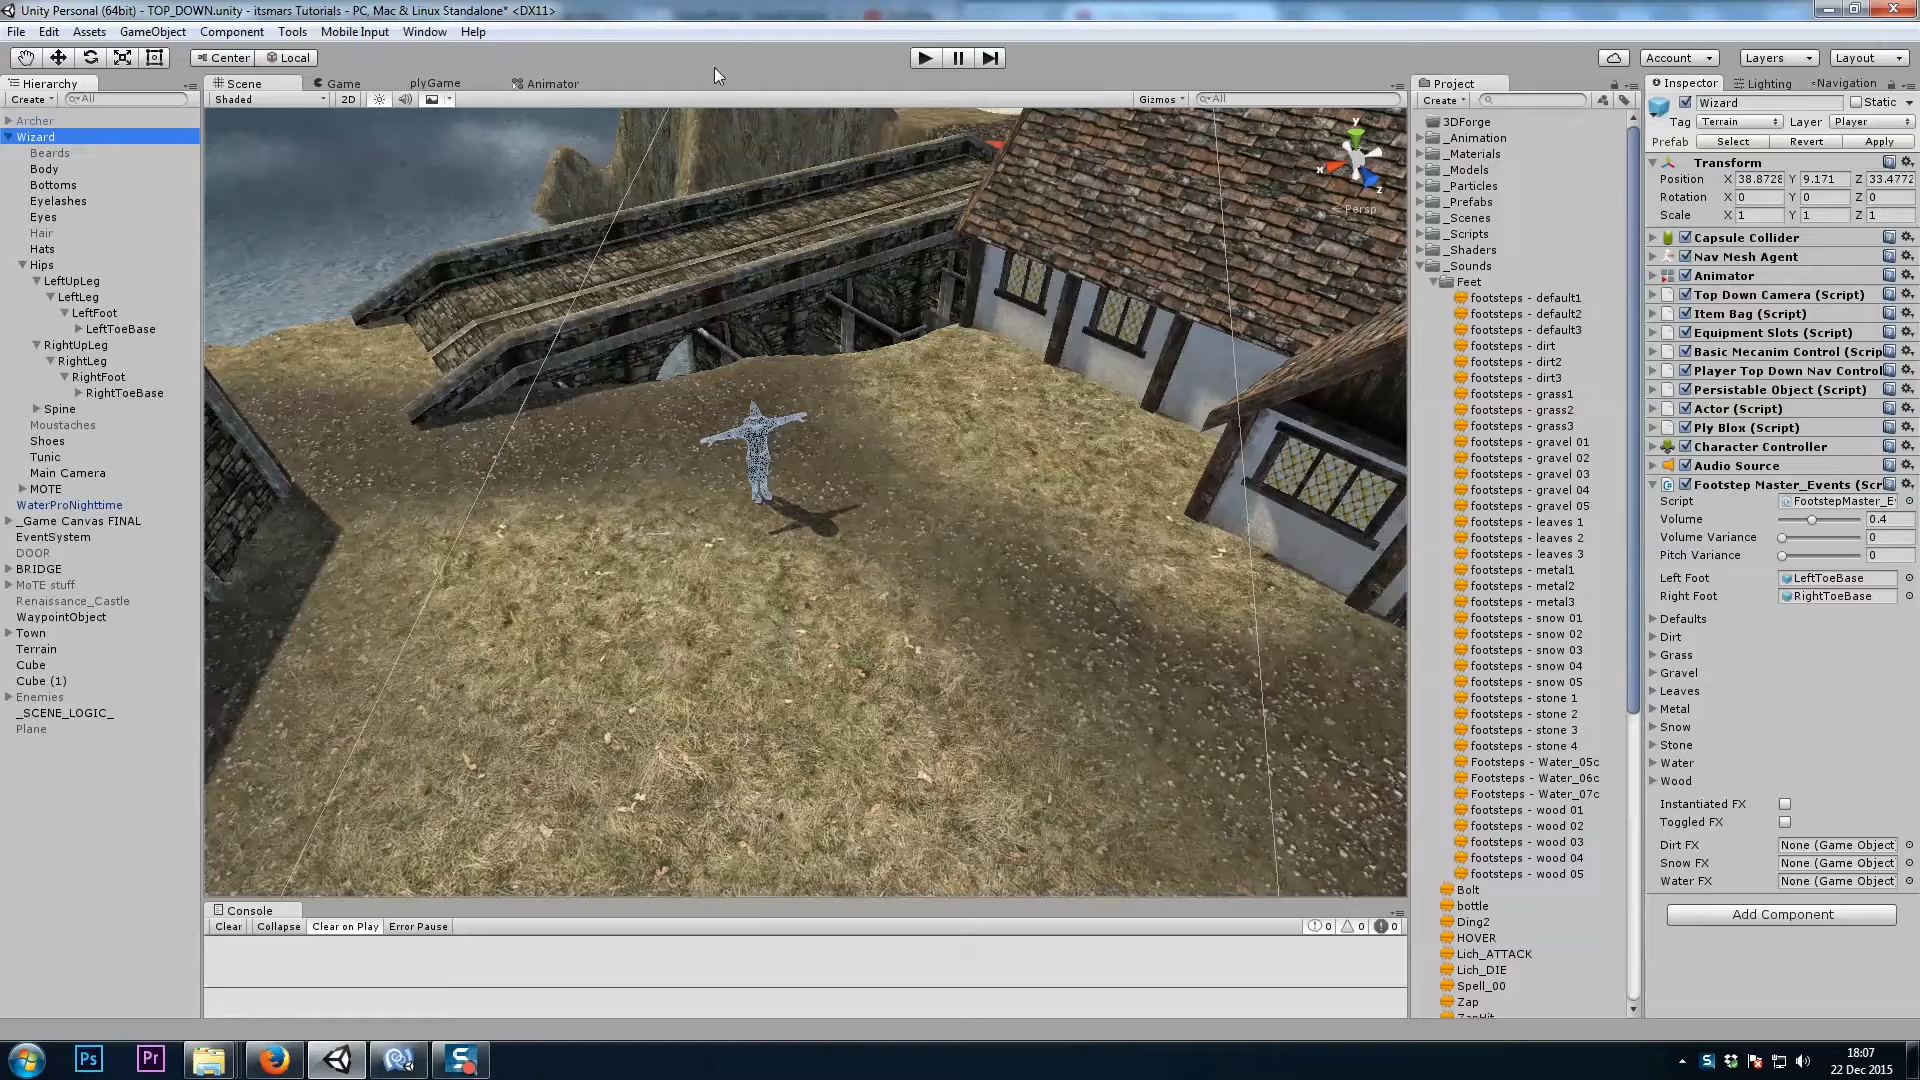 Unity Personal (64bit) - TOP_DOWN.unity - itsmars Tutorials - PC, Mac & Linux Standalone* <DX11>
File Edit Assets GameObject Component Tools Mobile Input Window Help
Center Local Account Layers Layout
Hierarchy
Create All
Archer
Wizard
Beards
Body
Bottoms
Eyelashes
Eyes
Hair
Hats
Hips
LeftUpLeg
LeftLeg
LeftFoot
LeftToeBase
RightUpLeg
RightLeg
RightFoot
RightToeBase
Spine
Moustaches
Shoes
Tunic
Main Camera
MOTE
WaterProNighttime
_Game Canvas FINAL
EventSystem
DOOR
BRIDGE
MoTE stuff
Renaissance_Castle
WaypointObject
Town
Terrain
Cube
Cube (1)
Enemies
_SCENE_LOGIC_
Plane
Scene Game plyGame Animator
Shaded 2D Gizmos All
y
x
z
Persp
Console
Clear Collapse Clear on Play Error Pause 0 0 0
Project
Create
3DForge
_Animation
_Materials
_Models
_Particles
_Prefabs
_Scenes
_Scripts
_Shaders
_Sounds
Feet
footsteps - default1
footsteps - default2
footsteps - default3
footsteps - dirt
footsteps - dirt2
footsteps - dirt3
footsteps - grass1
footsteps - grass2
footsteps - grass3
footsteps - gravel 01
footsteps - gravel 02
footsteps - gravel 03
footsteps - gravel 04
footsteps - gravel 05
footsteps - leaves 1
footsteps - leaves 2
footsteps - leaves 3
footsteps - metal1
footsteps - metal2
footsteps - metal3
footsteps - snow 01
footsteps - snow 02
footsteps - snow 03
footsteps - snow 04
footsteps - snow 05
footsteps - stone 1
footsteps - stone 2
footsteps - stone 3
footsteps - stone 4
Footsteps - Water_05c
Footsteps - Water_06c
Footsteps - Water_07c
footsteps - wood 01
footsteps - wood 02
footsteps - wood 03
footsteps - wood 04
footsteps - wood 05
Bolt
bottle
Ding2
HOVER
Lich_ATTACK
Lich_DIE
Spell_00
Zap
ZapHit
Inspector Lighting Navigation
Wizard Static
Tag Terrain Layer Player
Prefab Select Revert Apply
Transform
Position X 38.8728 Y 9.171 Z 33.4772
Rotation X 0 Y 0 Z 0
Scale X 1 Y 1 Z 1
Capsule Collider
Nav Mesh Agent
Animator
Top Down Camera (Script)
Item Bag (Script)
Equipment Slots (Script)
Basic Mecanim Control (Scrip
Player Top Down Nav Control
Persistable Object (Script)
Actor (Script)
Ply Blox (Script)
Character Controller
Audio Source
Footstep Master_Events (Scr
Script FootstepMaster_E
Volume 0.4
Volume Variance 0
Pitch Variance 0
Left Foot LeftToeBase
Right Foot RightToeBase
Defaults
Dirt
Grass
Gravel
Leaves
Metal
Snow
Stone
Water
Wood
Instantiated FX
Toggled FX
Dirt FX None (Game Object
Snow FX None (Game Object
Water FX None (Game Object
Add Component
Ps Pr S S
18:07
22 Dec 2015